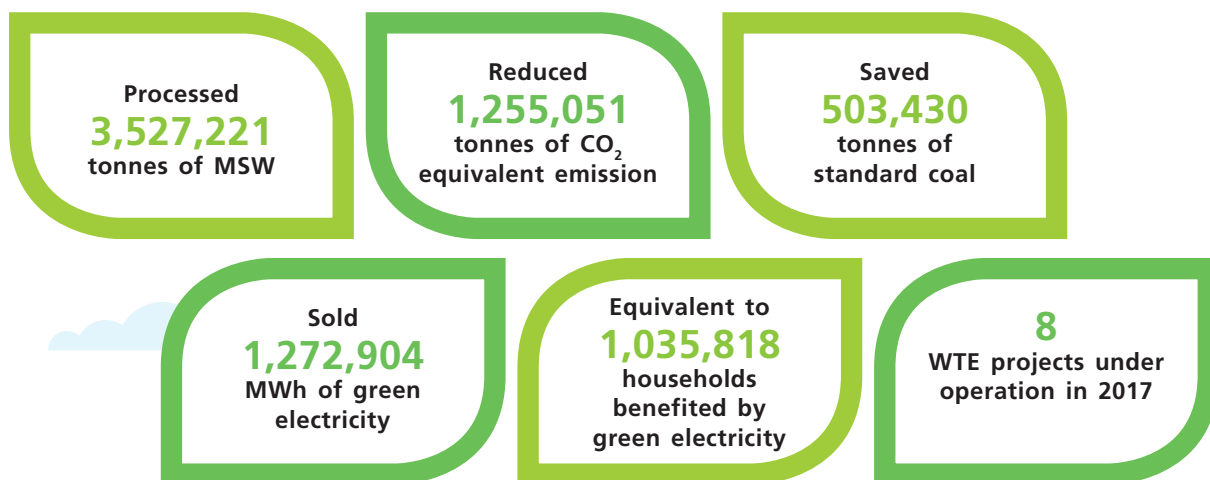 Processed
3,527,221
tonnes of MSW
Reduced
1,255,051
tonnes of CO₂
equivalent emission
Saved
503,430
tonnes of
standard coal
Sold
1,272,904
MWh of green
electricity
Equivalent to
1,035,818
households
benefited by
green electricity
8
WTE projects under
operation in 2017